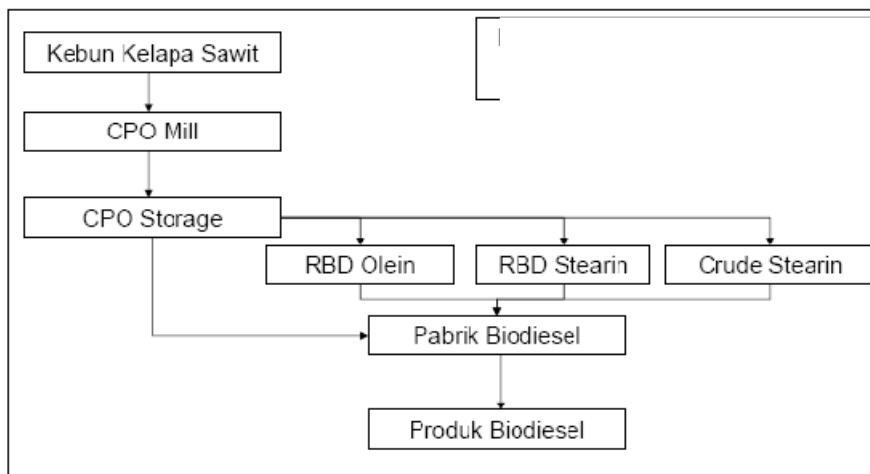 Kebun Kelapa Sawit
CPO Mill
CPO Storage
RBD Olein
RBD Stearin
Crude Stearin
Pabrik Biodiesel
Produk Biodiesel